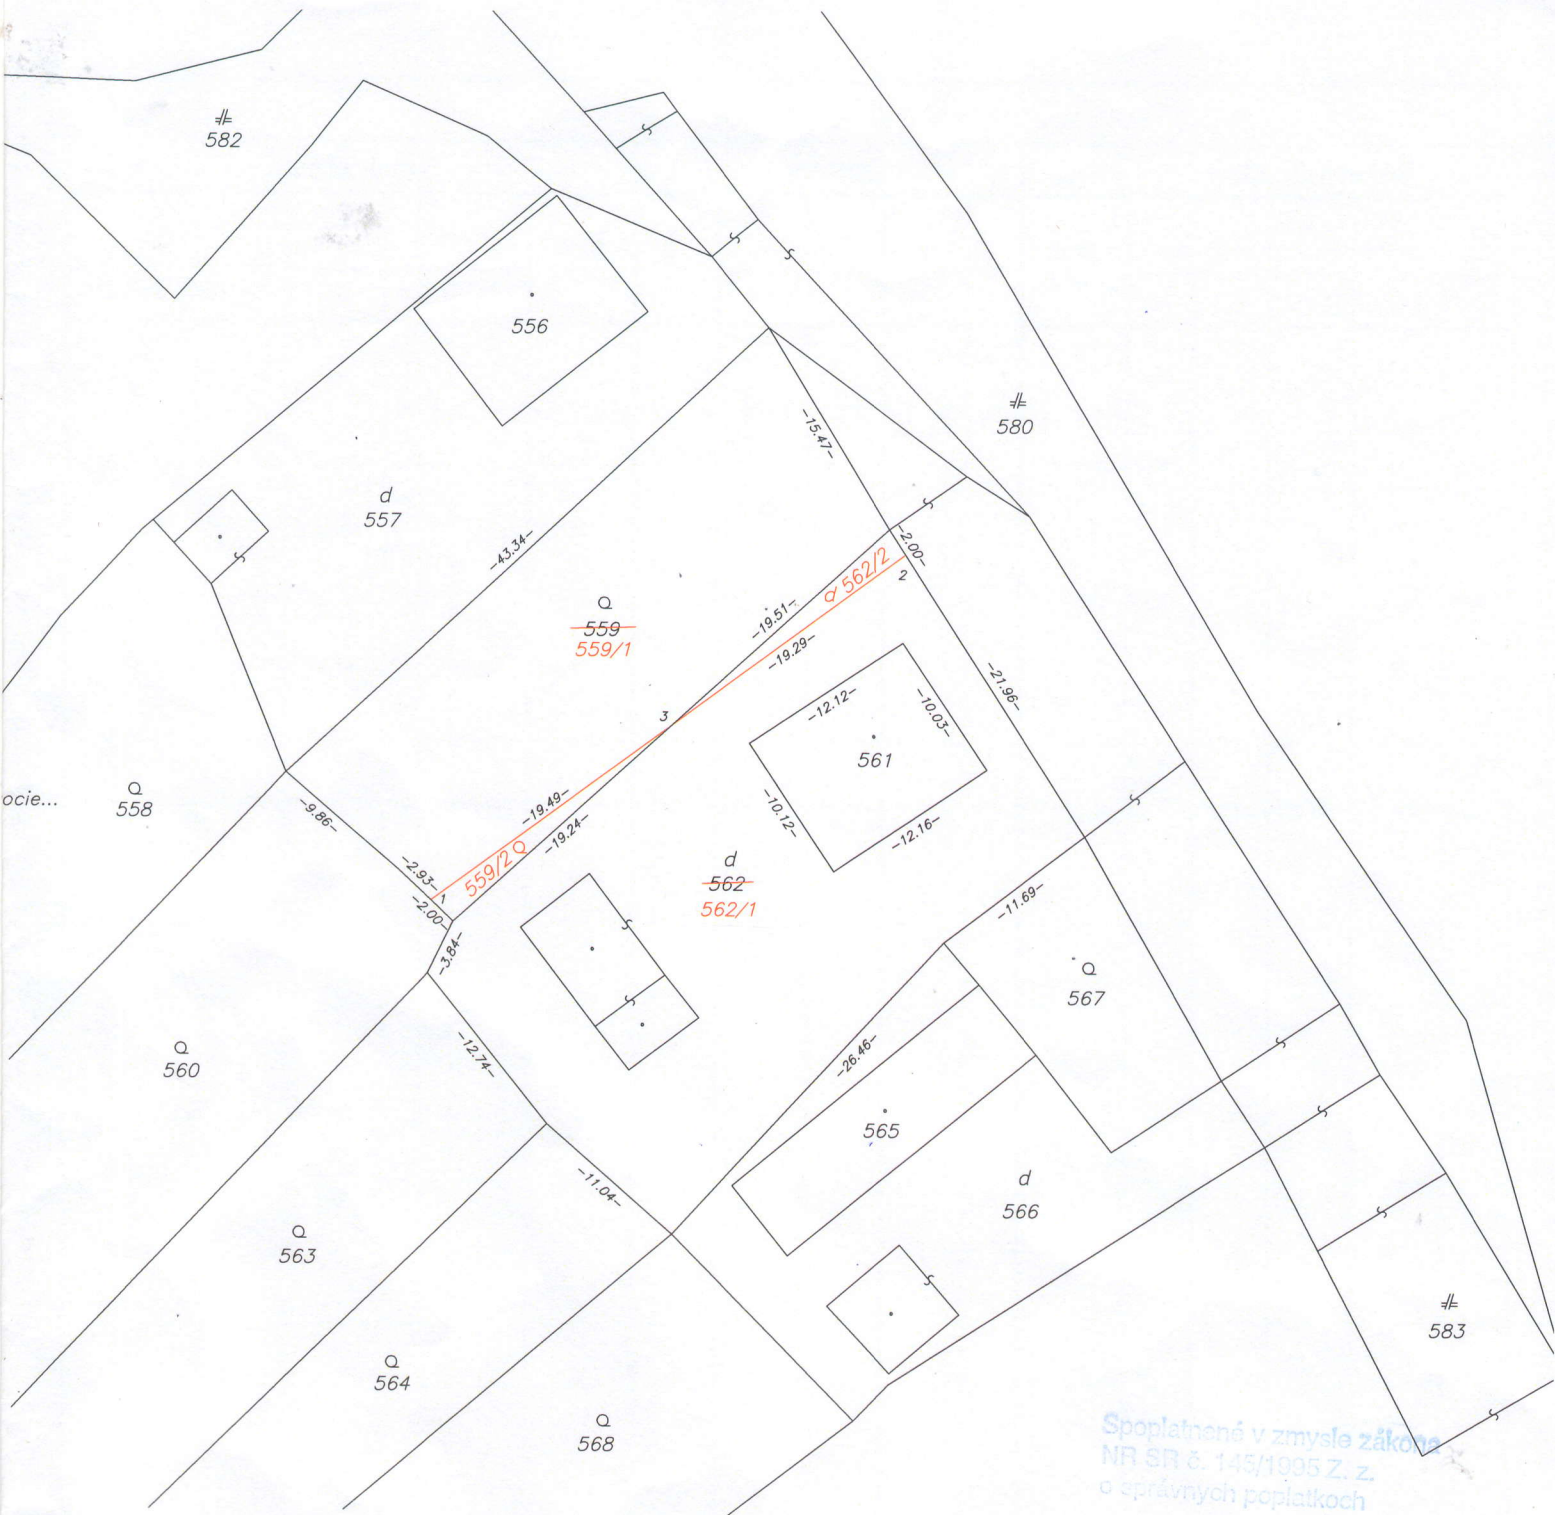 582
556
580
-15.47-
d
557
-43.34-
-2.00-
562/2
2
Q
559
559/1
-19.51-
-19.29-
-21.96-
3
-12.12-
-10.03-
561
-10.12-
-12.16-
ocie...
Q
558
-9.86-
-19.49-
-19.24-
559/2 Q
-2.93-
1
-2.00-
-3.84-
d
562
562/1
-11.69-
Q
567
-12.74-
Q
560
-26.46-
565
-11.04-
d
566
Q
563
583
Q
564
Q
568
Spoplatnené v zmysle zákona
NR SR č. 145/1995 Z. z.
o správnych poplatkoch